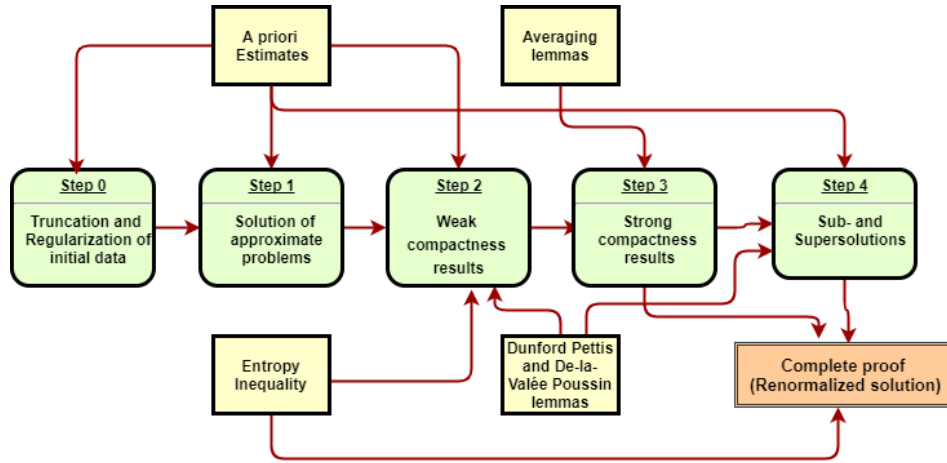 A priori
Estimates
Averaging
lemmas
Step 0
Truncation and
Regularization of
initial data
Step 1
Solution of
approximate
problems
Step 2
Weak
compactness
results
Step 3
Strong
compactness
results
Step 4
Sub- and
Supersolutions
Entropy
Inequality
Dunford Pettis
and De-la-
Valée Poussin
lemmas
Complete proof
(Renormalized solution)